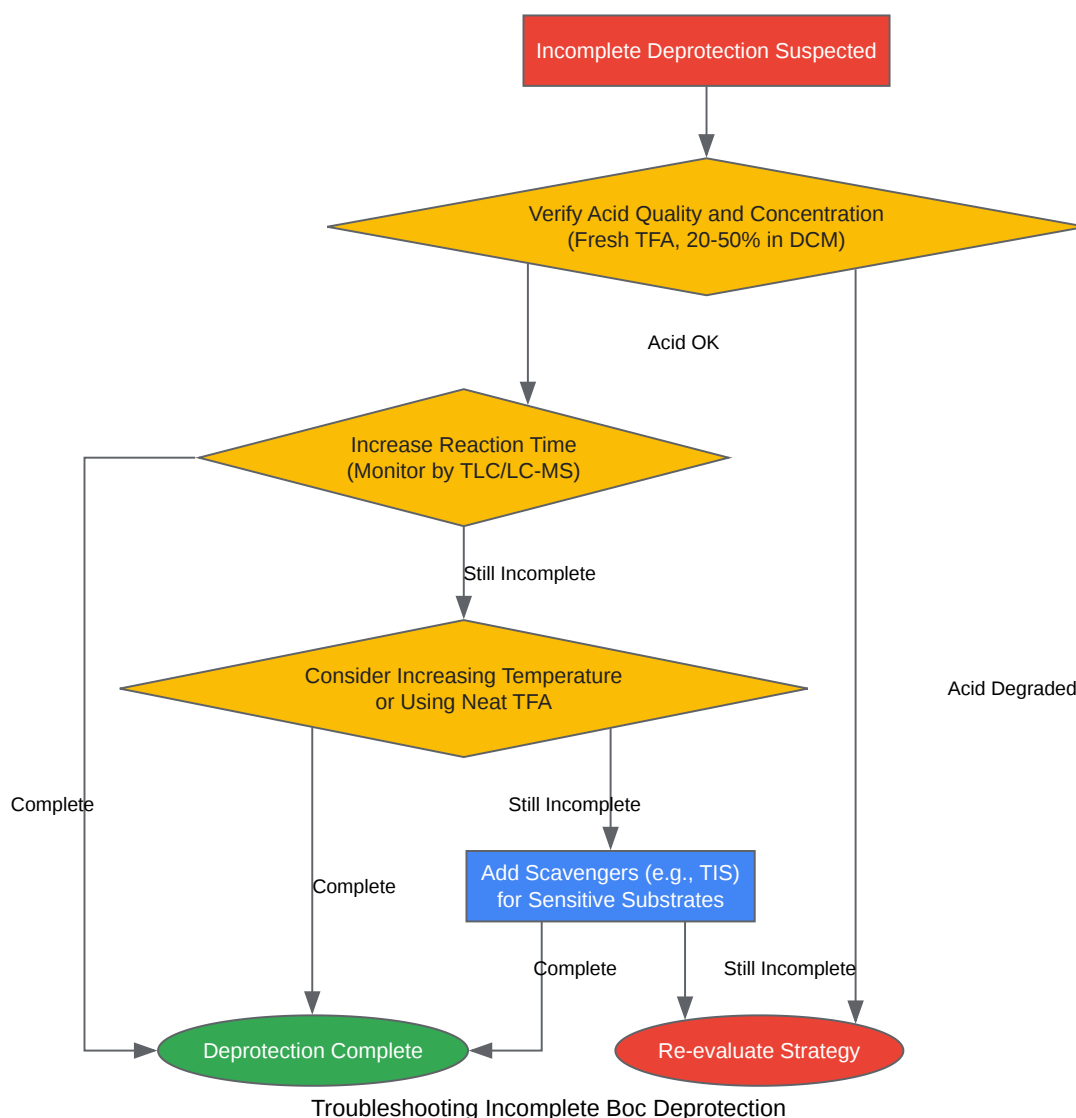 Incomplete Deprotection Suspected
Verify Acid Quality and Concentration
(Fresh TFA, 20-50% in DCM)
Acid OK
Increase Reaction Time
(Monitor by TLC/LC-MS)
Still Incomplete
Consider Increasing Temperature
or Using Neat TFA
Acid Degraded
Complete
Still Incomplete
Add Scavengers (e.g., TIS)
for Sensitive Substrates
Complete
Complete
Still Incomplete
Deprotection Complete
Re-evaluate Strategy
Troubleshooting Incomplete Boc Deprotection